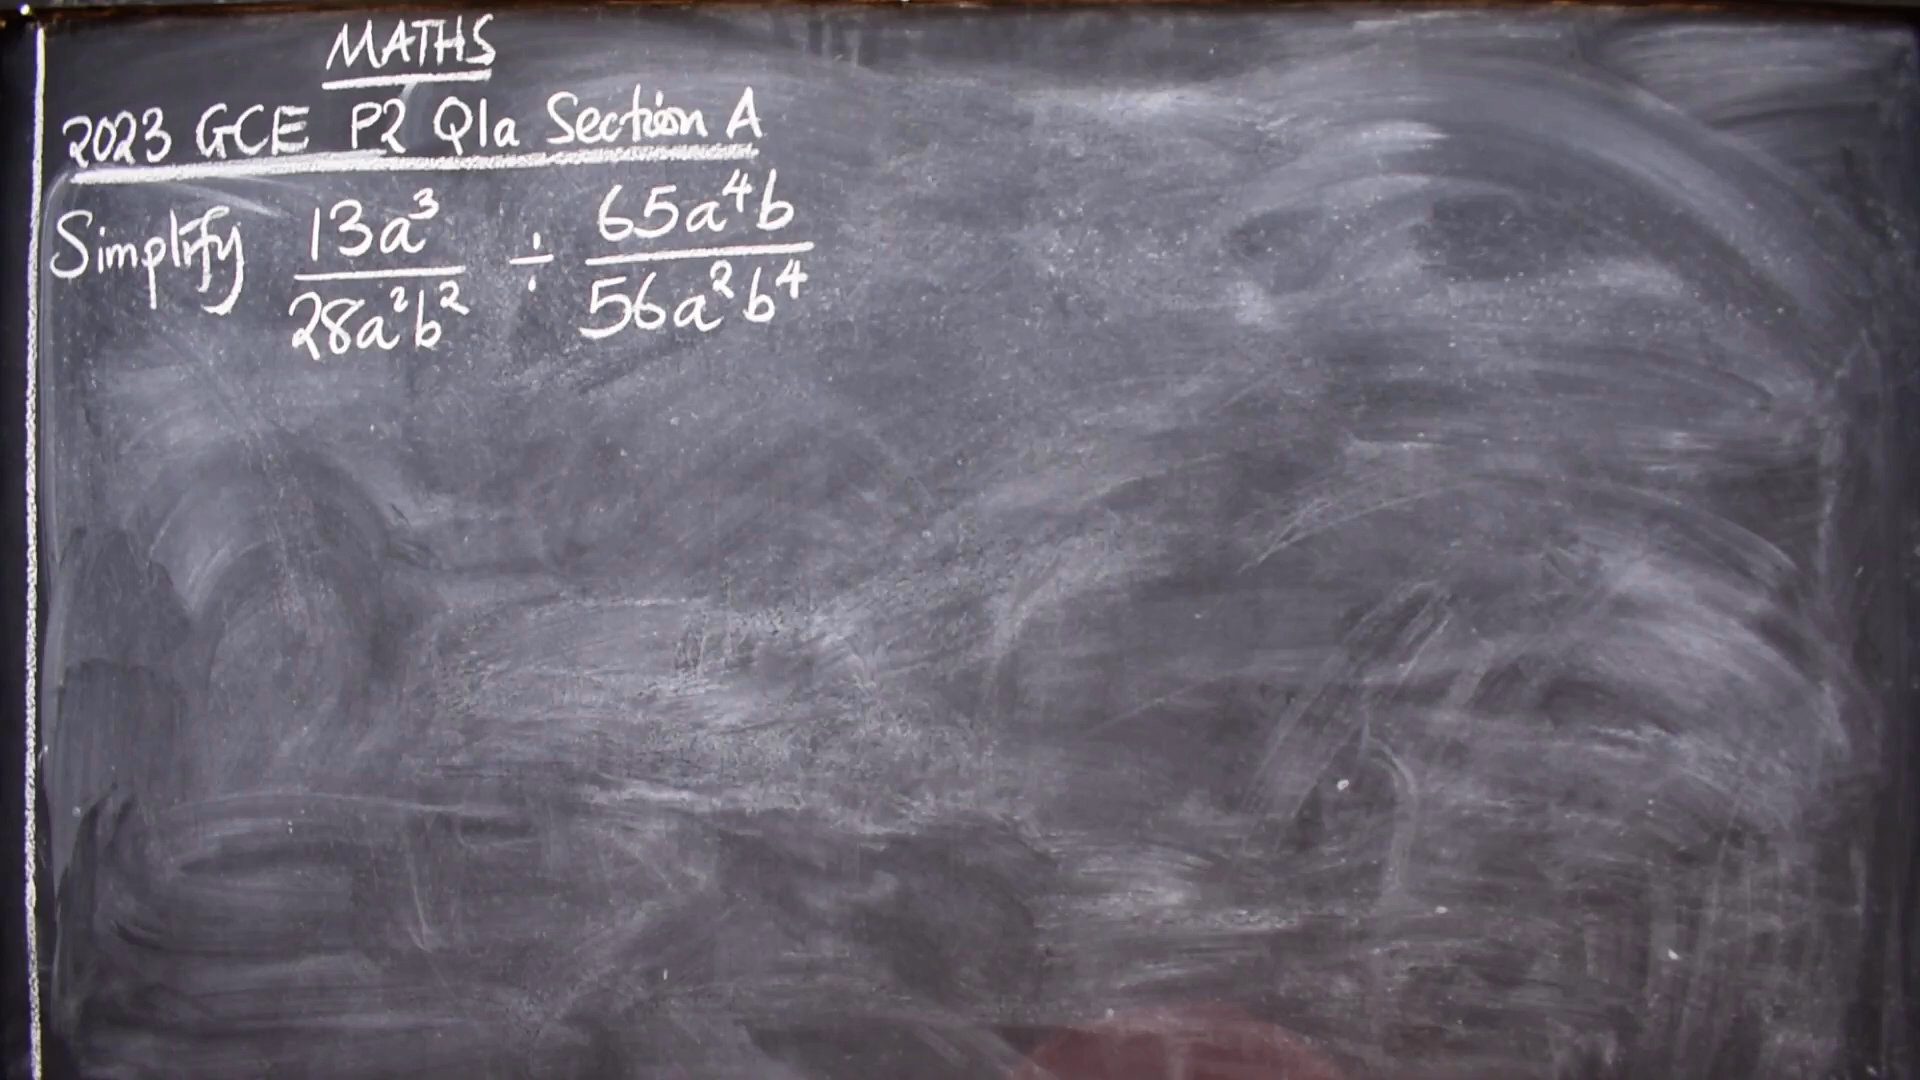 MATHS
2023 GCE P2 Q1a Section A
Simplify 13a³/28a²b² ÷ 65a⁴b/56a²b⁴